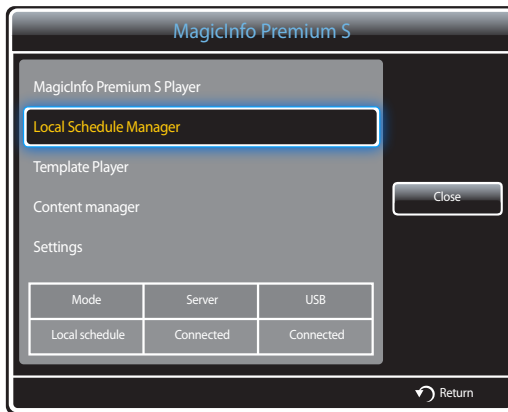 MagicInfo Premium S
MagicInfo Premium S Player
Local Schedule Manager
Template Player
Content manager
Close
Settings
Mode Server USB
Local schedule Connected Connected
Return